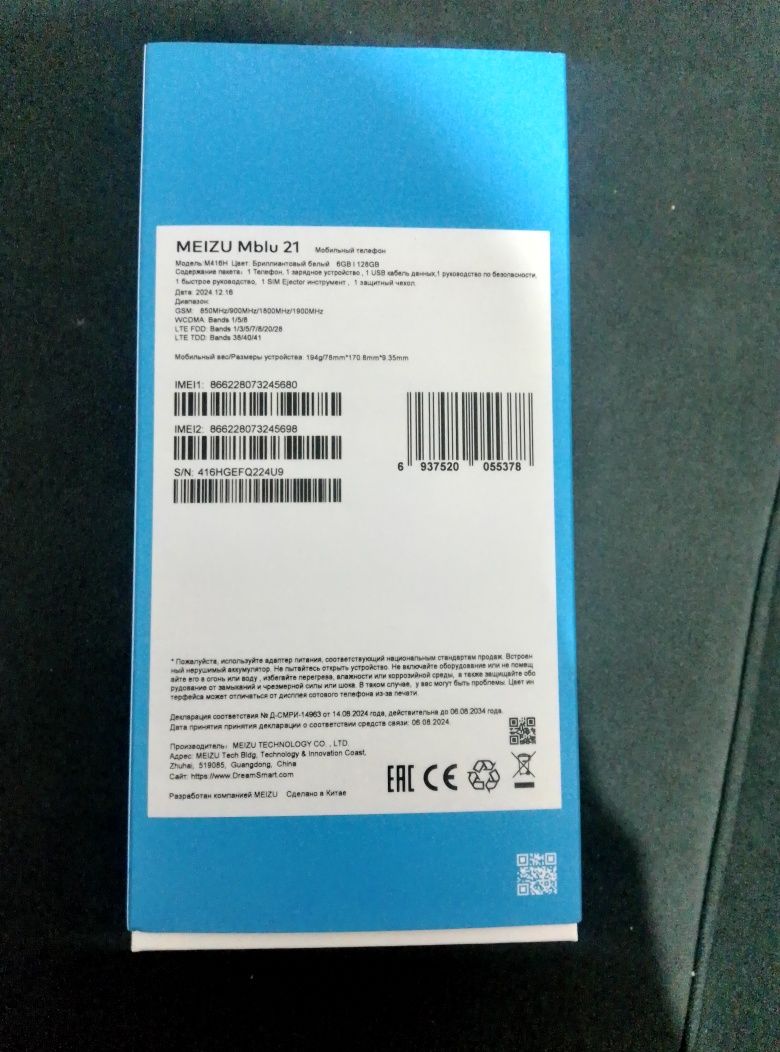 MEIZU Mblu 21 Мобильный телефон
Модель:M416H Цвет: Бриллиантовый белый 6GB I 128GB
Содержание пакета: 1 Телефон, 1 зарядное устройство , 1 USB кабель данных,1 руководство по безопасности,
1 быстрое руководство, 1 SIM Ejector инструмент , 1 защитный чехол.
Дата: 2024.12.16
Диапазон:
GSM: 850MHz/900MHz/1800MHz/1900MHz
WCDMA: Bands 1/5/8
LTE FDD: Bands 1/3/5/7/8/20/28
LTE TDD: Bands 38/40/41
Мобильный вес/Размеры устройства: 194g/76mm*170.8mm*9.35mm
IMEI1: 866228073245680
IMEI2: 866228073245698
S/N: 416HGEFQ224U9
6 937520 055378
* Пожалуйста, используйте адаптер питания, соответствующий национальным стандартам продаж. Встроен
ный нерушимый аккумулятор. Не пытайтесь открыть устройство. Не включайте оборудование или не помещ
айте его в огонь или воду , избегайте перегрева, влажности или коррозийной среды, а также защищайте обо
рудование от замыканий и чрезмерной силы или шока. В таком случае, у вас могут быть проблемы. Цвет ин
терфейса может отличаться от дисплея сотового телефона из-за печати.
Декларация соответствия № Д-СМРИ-14963 от 14.08.2024 года, действительна до 06.08.2034 года.
Дата принятия принятия декларации о соответствии средств связи: 06.08.2024.
Производитель: MEIZU TECHNOLOGY CO. , LTD.
Адрес: MEIZU Tech Bldg, Technology & Innovation Coast,
Zhuhai, 519085, Guangdong, China
Сайт: https://www.DreamSmart.com
Разработан компанией MEIZU Сделано в Китае
EAC CE